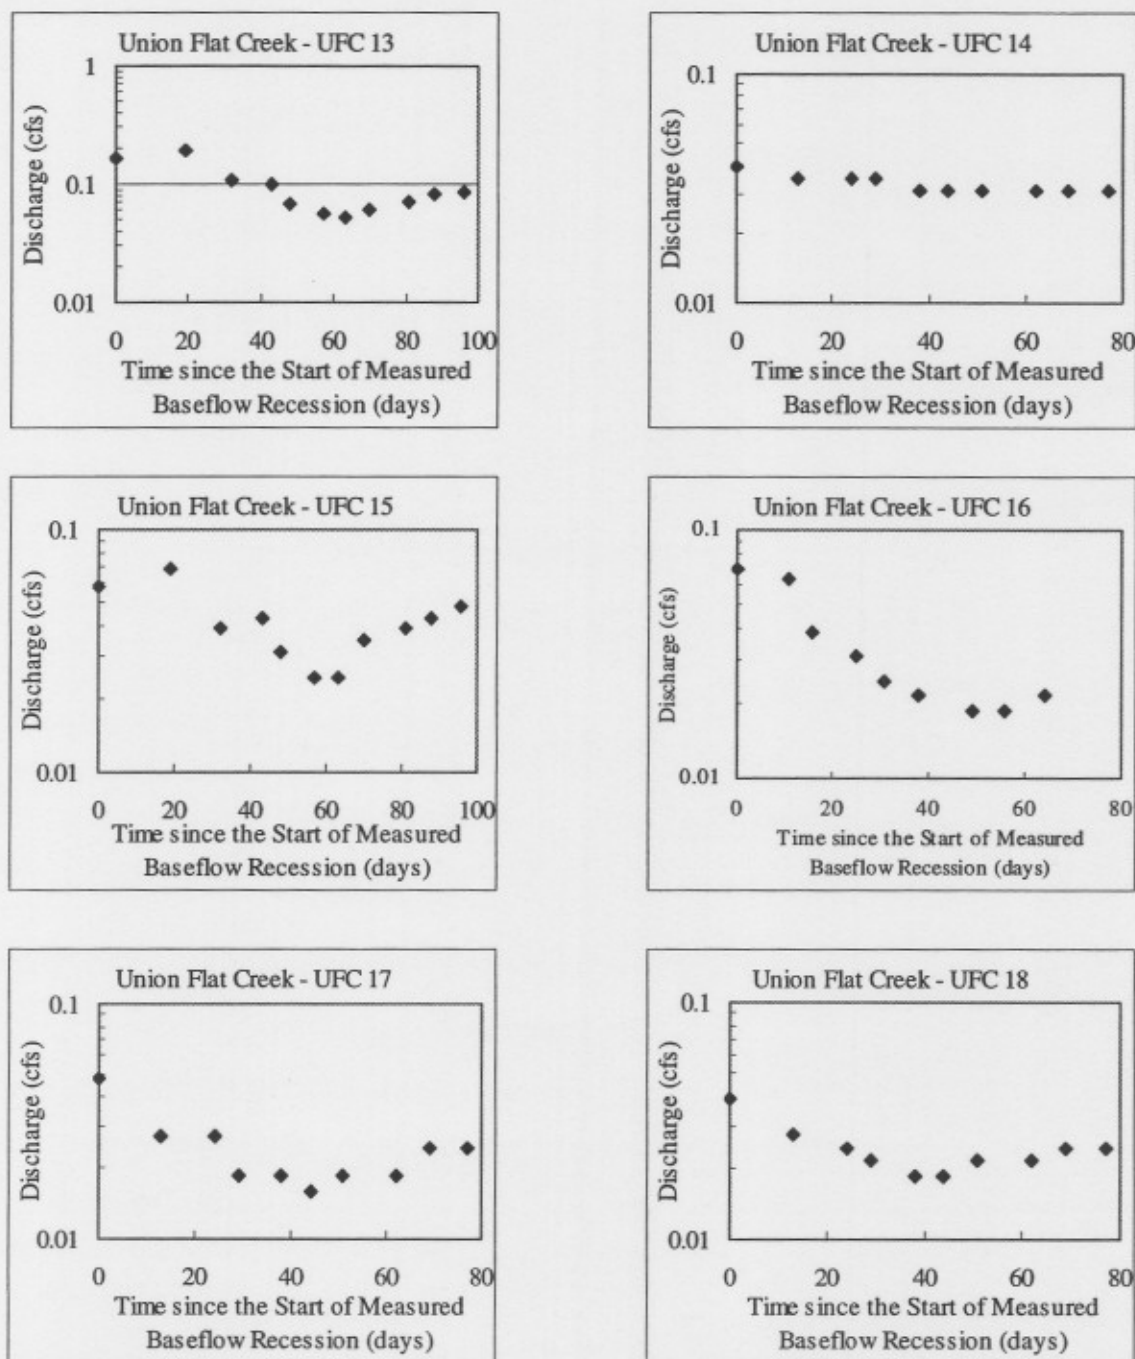 Union Flat Creek - UFC 13
1
0.1
0.01
Discharge (cfs)
0 20 40 60 80 100
Time since the Start of Measured
Baseflow Recession (days)
Union Flat Creek - UFC 14
0.1
0.01
Discharge (cfs)
0 20 40 60 80
Time since the Start of Measured
Baseflow Recession (days)
Union Flat Creek - UFC 15
0.1
0.01
Discharge (cfs)
0 20 40 60 80 100
Time since the Start of Measured
Baseflow Recession (days)
Union Flat Creek - UFC 16
0.1
0.01
Discharge (cfs)
0 20 40 60 80
Time since the Start of Measured
Baseflow Recession (days)
Union Flat Creek - UFC 17
0.1
0.01
Discharge (cfs)
0 20 40 60 80
Time since the Start of Measured
Baseflow Recession (days)
Union Flat Creek - UFC 18
0.1
0.01
Discharge (cfs)
0 20 40 60 80
Time since the Start of Measured
Baseflow Recession (days)